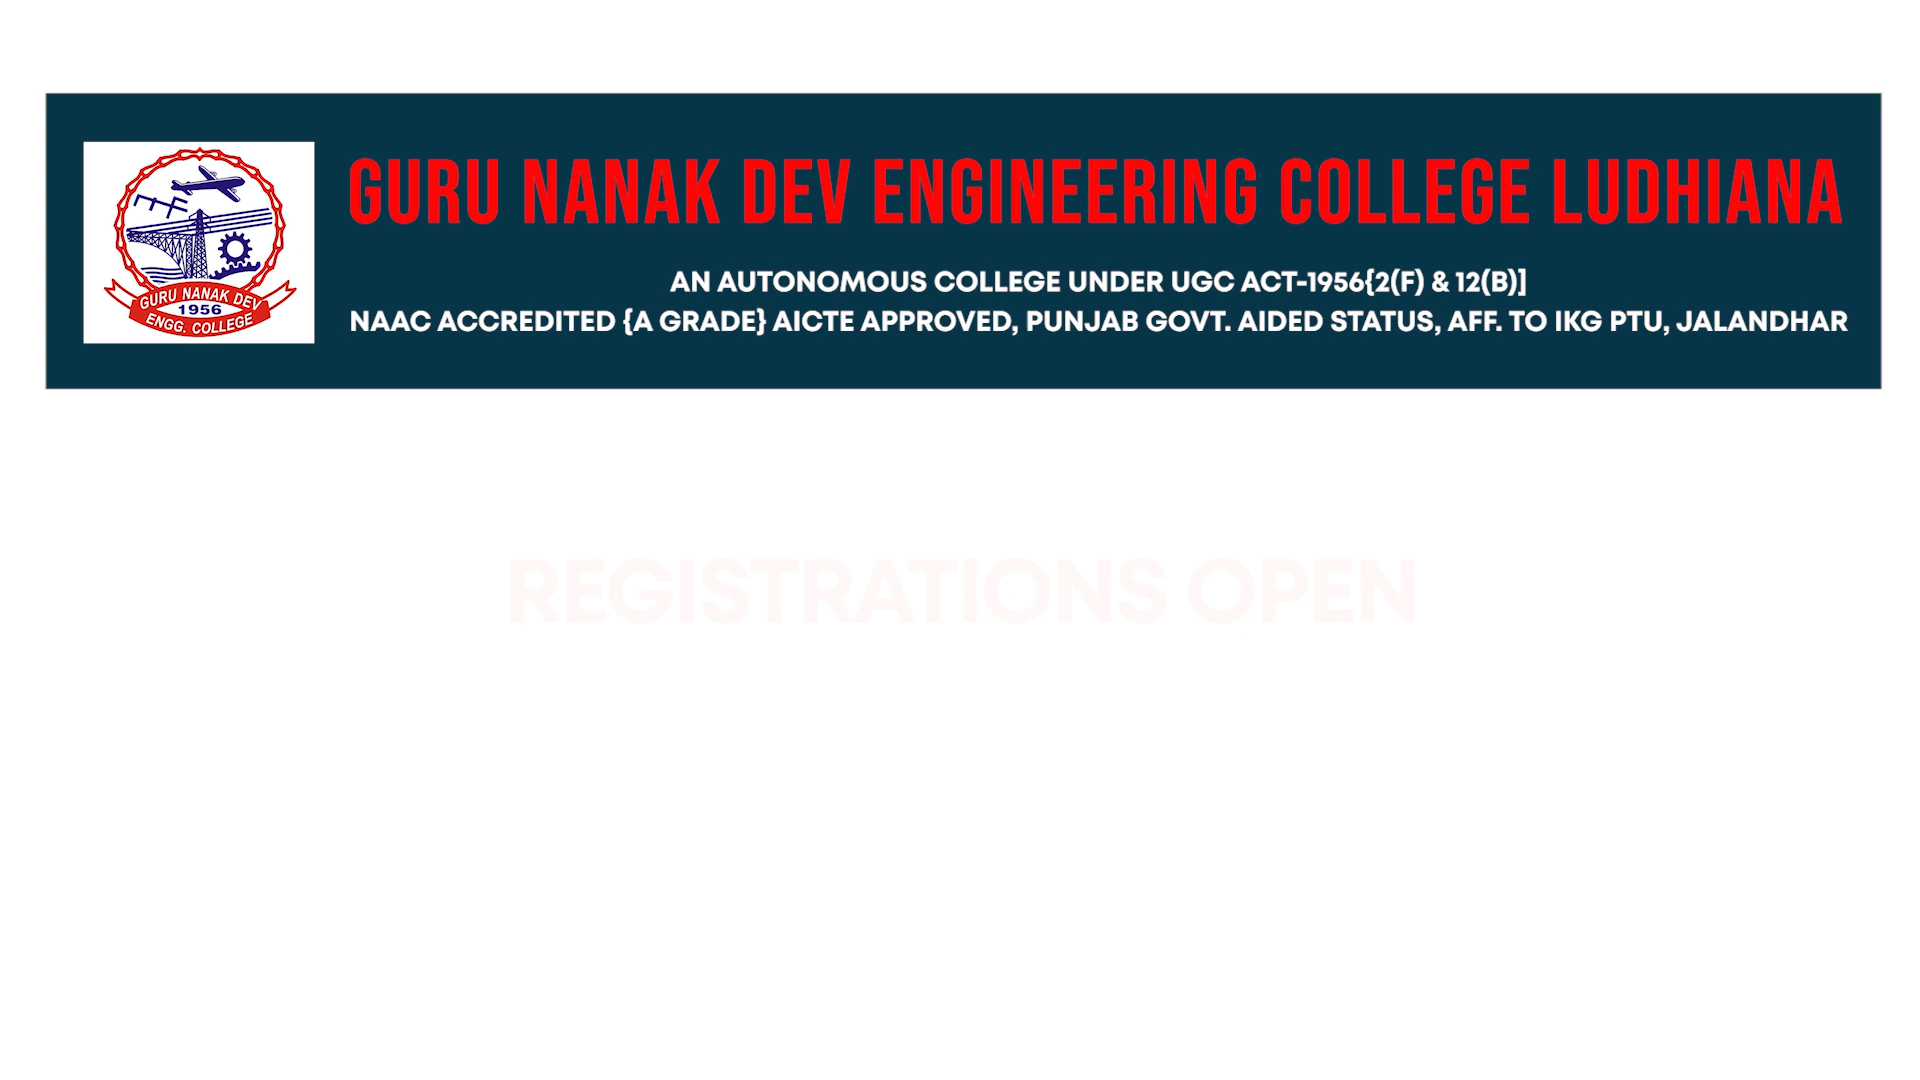 GURU NANAK DEV ENGINEERING COLLEGE LUDHIANA
AN AUTONOMOUS COLLEGE UNDER UGC ACT-1956{2(F) & 12(B)]
NAAC ACCREDITED {A GRADE} AICTE APPROVED, PUNJAB GOVT. AIDED STATUS, AFF. TO IKG PTU, JALANDHAR
GURU NANAK DEV
1956
ENGG. COLLEGE
REGISTRATIONS OPEN